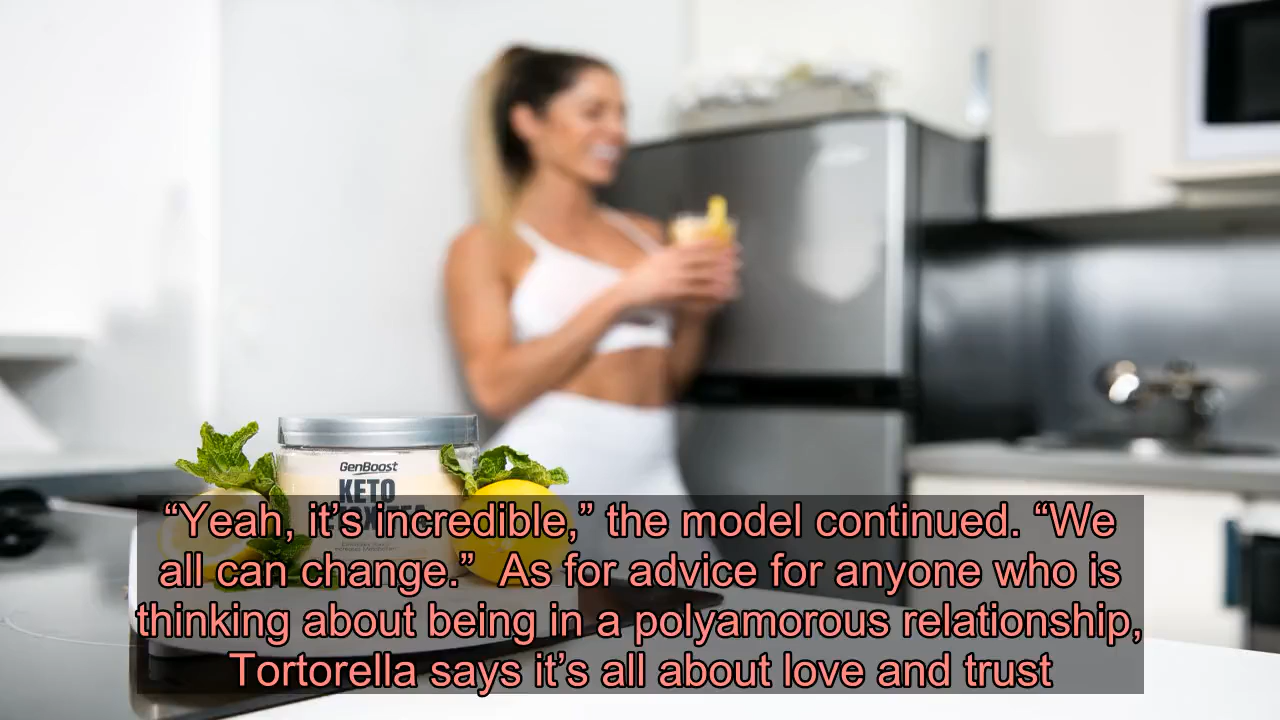 GenBoost
KETO
“Yeah, it’s incredible,” the model continued. “We
all can change.”  As for advice for anyone who is
thinking about being in a polyamorous relationship,
Tortorella says it’s all about love and trust